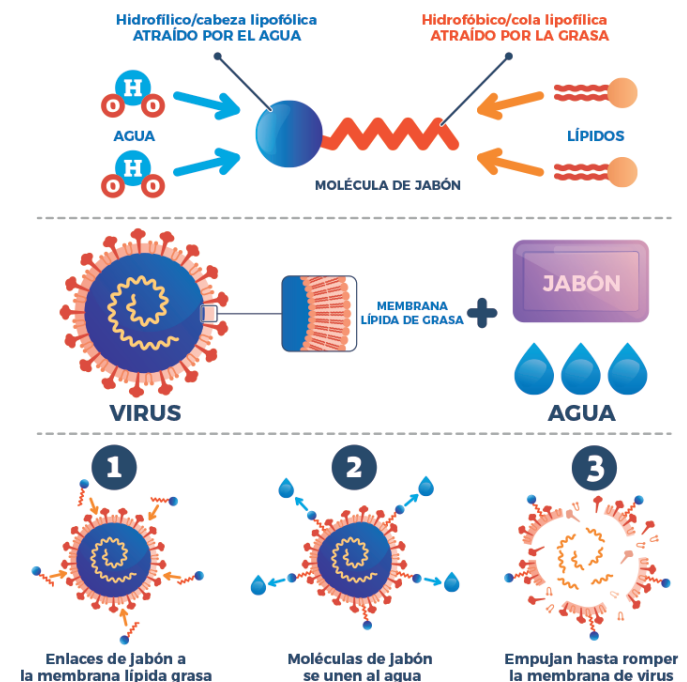 Hidrofílico/cabeza lipofólica
ATRAÍDO POR EL AGUA
Hidrofóbico/cola lipofílica
ATRAÍDO POR LA GRASA
H
O O
AGUA
H
O O
LÍPIDOS
MOLÉCULA DE JABÓN
VIRUS
MEMBRANA
LÍPIDA DE GRASA
+
JABÓN
AGUA
1
2
3
Enlaces de jabón a
la membrana lípida grasa
Moléculas de jabón
se unen al agua
Empujan hasta romper
la membrana de virus